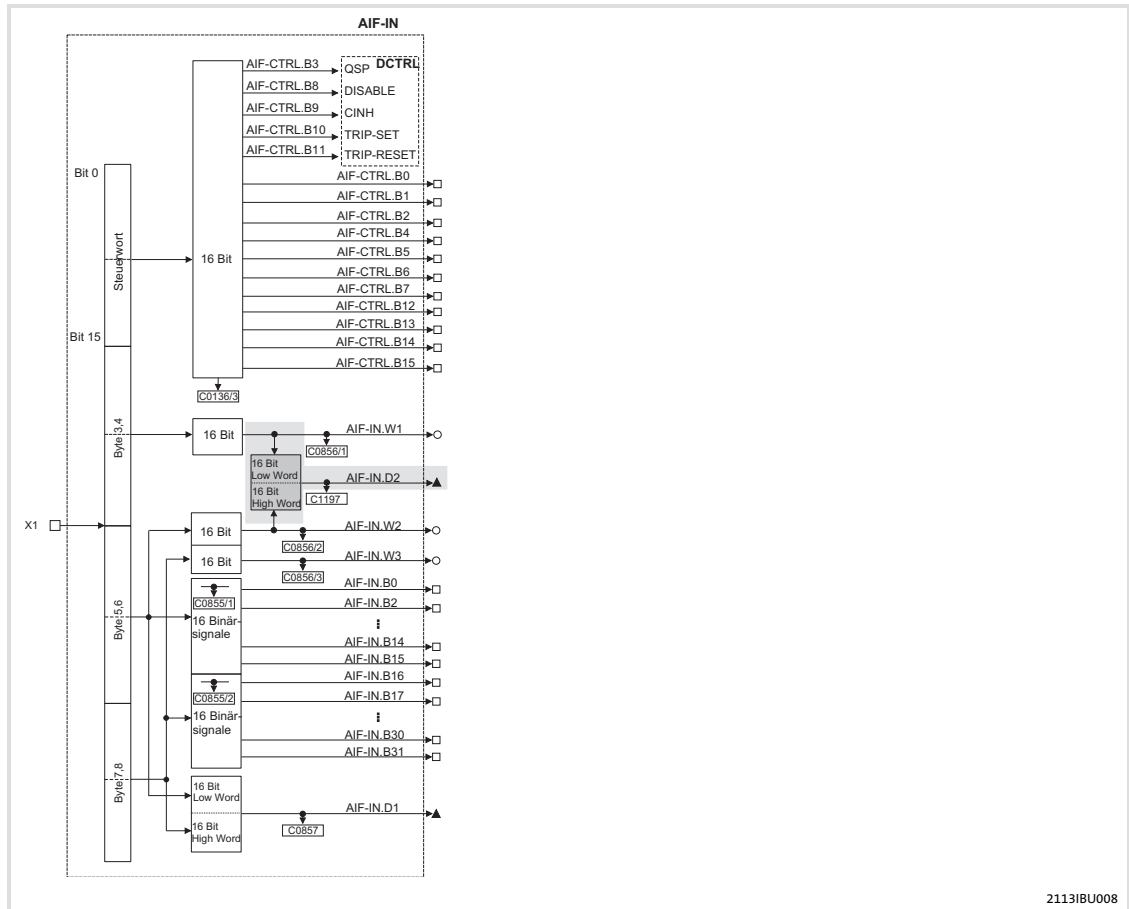 AIF-IN
AIF-CTRL.B3
QSP
DCTRL
AIF-CTRL.B8
DISABLE
AIF-CTRL.B9
CINH
AIF-CTRL.B10
TRIP-SET
AIF-CTRL.B11
TRIP-RESET
Bit 0
Steuerwort
Bit 15
16 Bit
AIF-CTRL.B0
AIF-CTRL.B1
AIF-CTRL.B2
AIF-CTRL.B4
AIF-CTRL.B5
AIF-CTRL.B6
AIF-CTRL.B7
AIF-CTRL.B12
AIF-CTRL.B13
AIF-CTRL.B14
AIF-CTRL.B15
C0136/3
Byte 3,4
16 Bit
AIF-IN.W1
C0856/1
16 Bit
Low Word
16 Bit
High Word
AIF-IN.D2
C1197
X1
16 Bit
AIF-IN.W2
C0856/2
16 Bit
AIF-IN.W3
C0856/3
Byte 5,6
C0855/1
16 Binär-
signale
AIF-IN.B0
AIF-IN.B2
AIF-IN.B14
AIF-IN.B15
C0855/2
16 Binär-
signale
AIF-IN.B16
AIF-IN.B17
AIF-IN.B30
AIF-IN.B31
Byte 7,8
16 Bit
Low Word
16 Bit
High Word
AIF-IN.D1
C0857
2113IBU008